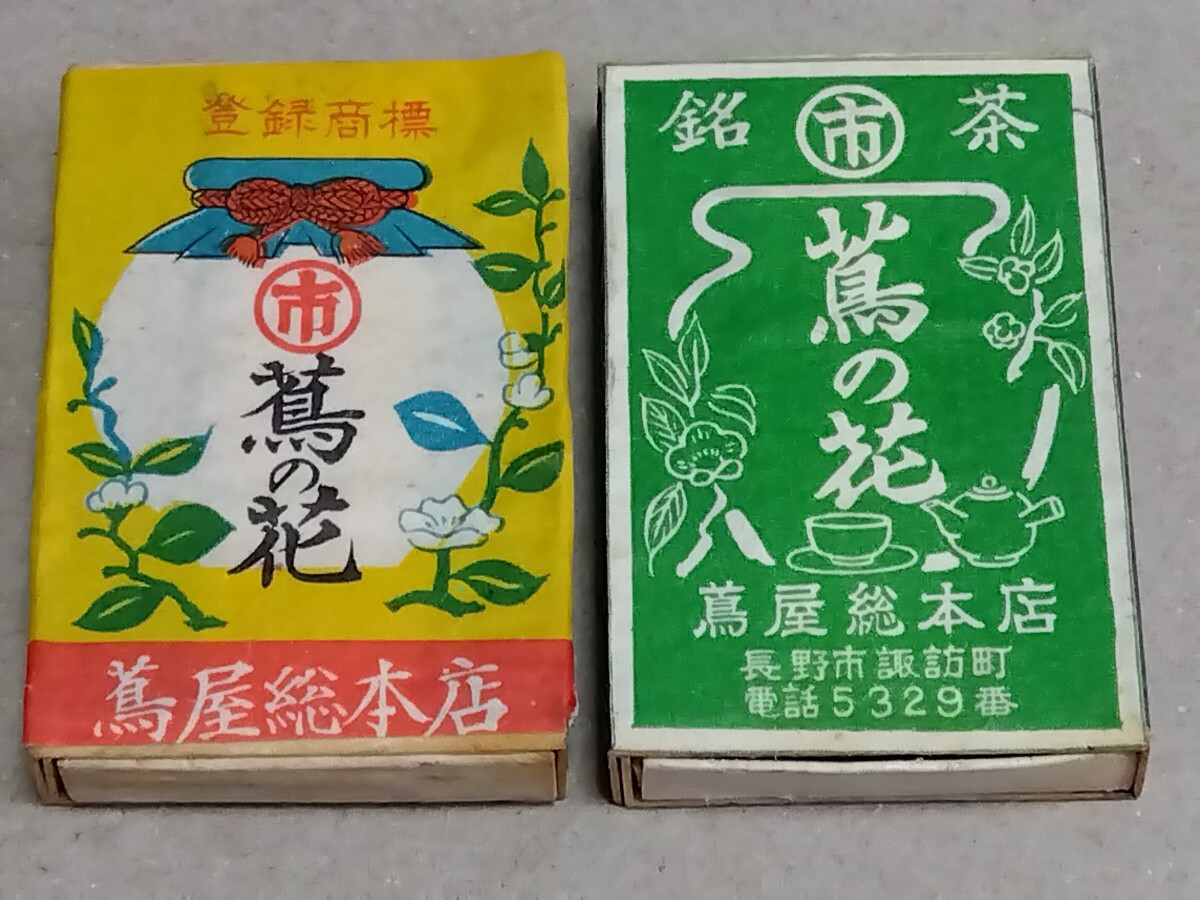 登録商標
市
蔦の花
蔦屋総本店
銘 市 茶
蔦の花
蔦屋総本店
長野市諏訪町
電話5329番